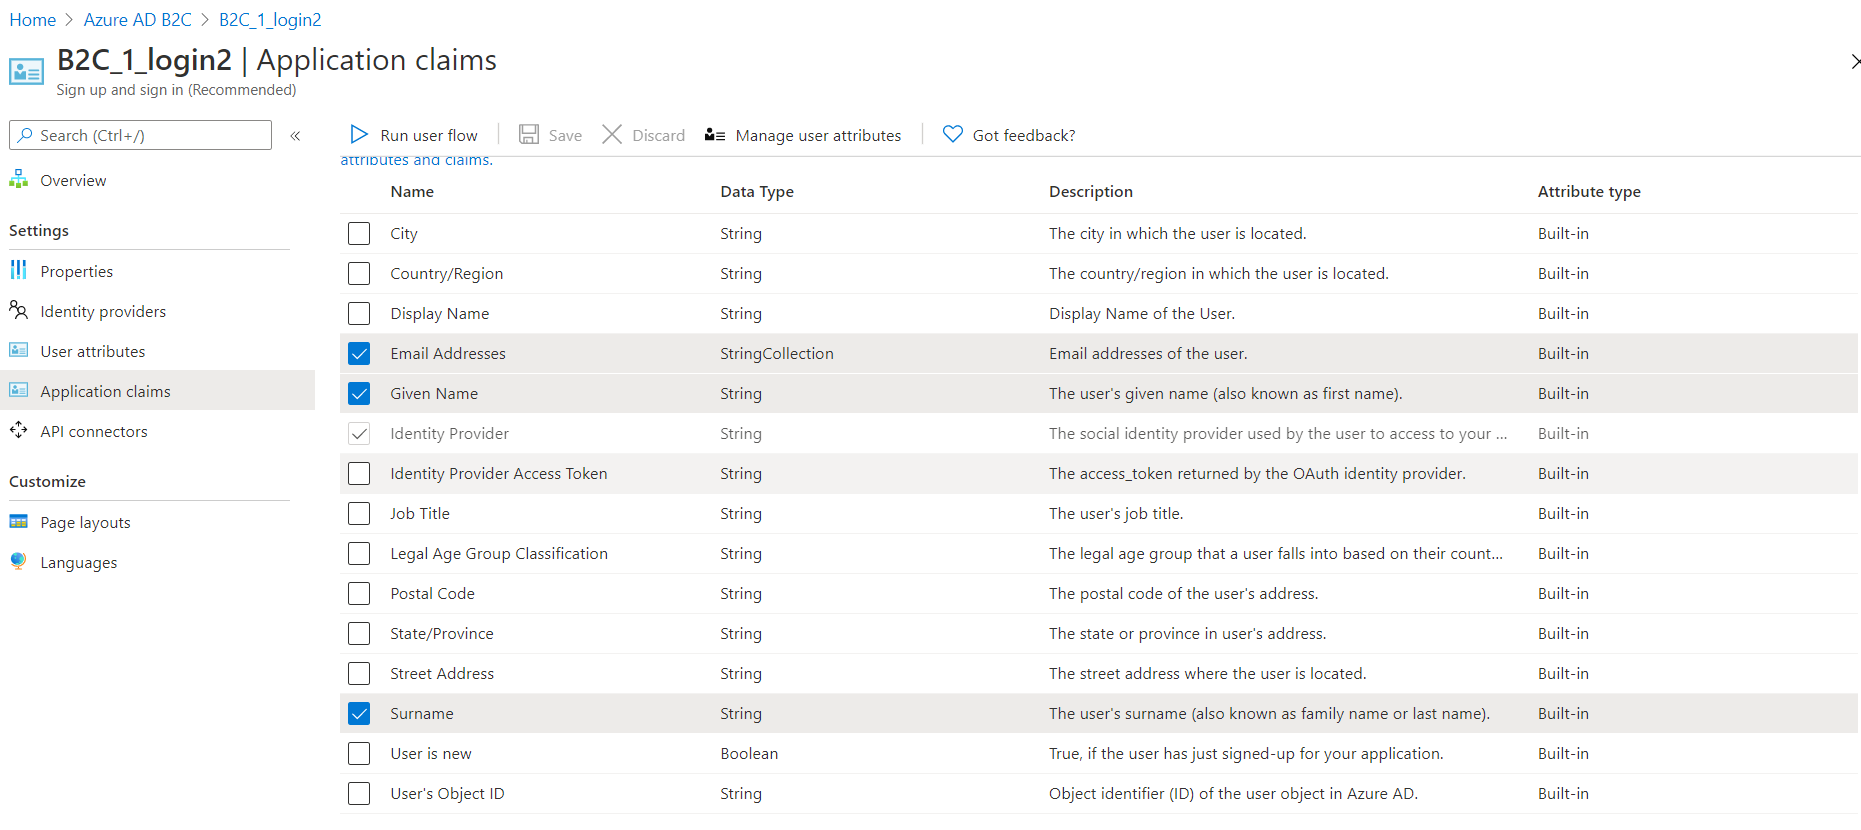 Home > Azure AD B2C > B2C_1_login2
B2C_1_login2 | Application claims
Sign up and sign in (Recommended)
Search (Ctrl+/) «
Run user flow Save Discard Manage user attributes Got feedback?
Overview
Settings
Properties
Identity providers
User attributes
Application claims
API connectors
Customize
Page layouts
Languages
attributes and claims.
Name Data Type Description Attribute type
City String The city in which the user is located. Built-in
Country/Region String The country/region in which the user is located. Built-in
Display Name String Display Name of the User. Built-in
Email Addresses StringCollection Email addresses of the user. Built-in
Given Name String The user's given name (also known as first name). Built-in
Identity Provider String The social identity provider used by the user to access to your ... Built-in
Identity Provider Access Token String The access_token returned by the OAuth identity provider. Built-in
Job Title String The user's job title. Built-in
Legal Age Group Classification String The legal age group that a user falls into based on their count... Built-in
Postal Code String The postal code of the user's address. Built-in
State/Province String The state or province in user's address. Built-in
Street Address String The street address where the user is located. Built-in
Surname String The user's surname (also known as family name or last name). Built-in
User is new Boolean True, if the user has just signed-up for your application. Built-in
User's Object ID String Object identifier (ID) of the user object in Azure AD. Built-in